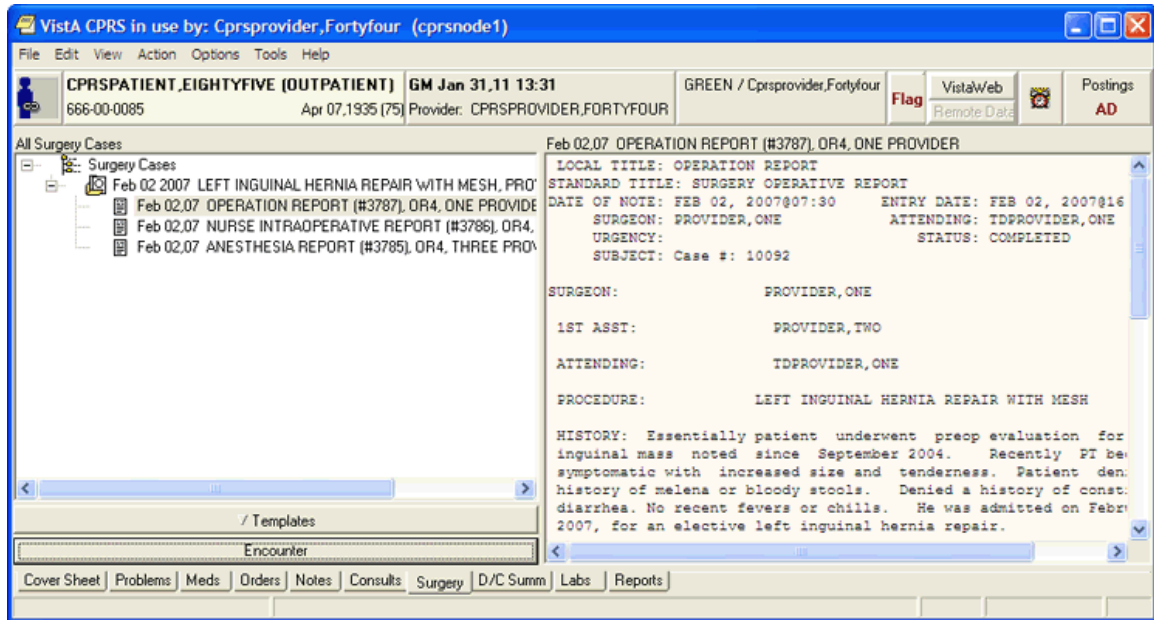 VistA CPRS in use by: Cprsprovider,Fortyfour (cprsnode1)
File Edit View Action Options Tools Help
CPRSPATIENT,EIGHTYFIVE (OUTPATIENT)
666-00-0085 Apr 07,1935 (75)
GM Jan 31,11 13:31
Provider: CPRSPROVIDER,FORTYFOUR
GREEN / Cprsprovider,Fortyfour
Flag
VistaWeb
Remote Data
Postings
AD
All Surgery Cases
Surgery Cases
Feb 02 2007 LEFT INGUINAL HERNIA REPAIR WITH MESH, PRO
Feb 02,07 OPERATION REPORT (#3787), OR4, ONE PROVIDE
Feb 02,07 NURSE INTRAOPERATIVE REPORT (#3786), OR4,
Feb 02,07 ANESTHESIA REPORT (#3785), OR4, THREE PROV
/ Templates
Encounter
Feb 02,07 OPERATION REPORT (#3787), OR4, ONE PROVIDER
LOCAL TITLE: OPERATION REPORT
STANDARD TITLE: SURGERY OPERATIVE REPORT
DATE OF NOTE: FEB 02, 2007@07:30 ENTRY DATE: FEB 02, 2007@16
SURGEON: PROVIDER,ONE ATTENDING: TDPROVIDER,ONE
URGENCY: STATUS: COMPLETED
SUBJECT: Case #: 10092
SURGEON: PROVIDER,ONE
1ST ASST: PROVIDER,TWO
ATTENDING: TDPROVIDER,ONE
PROCEDURE: LEFT INGUINAL HERNIA REPAIR WITH MESH
HISTORY: Essentially patient underwent preop evaluation for
inguinal mass noted since September 2004. Recently PT be
symptomatic with increased size and tenderness. Patient den
history of melena or bloody stools. Denied a history of const
diarrhea. No recent fevers or chills. He was admitted on Febr
2007, for an elective left inguinal hernia repair.
Cover Sheet Problems Meds Orders Notes Consults Surgery D/C Summ Labs Reports